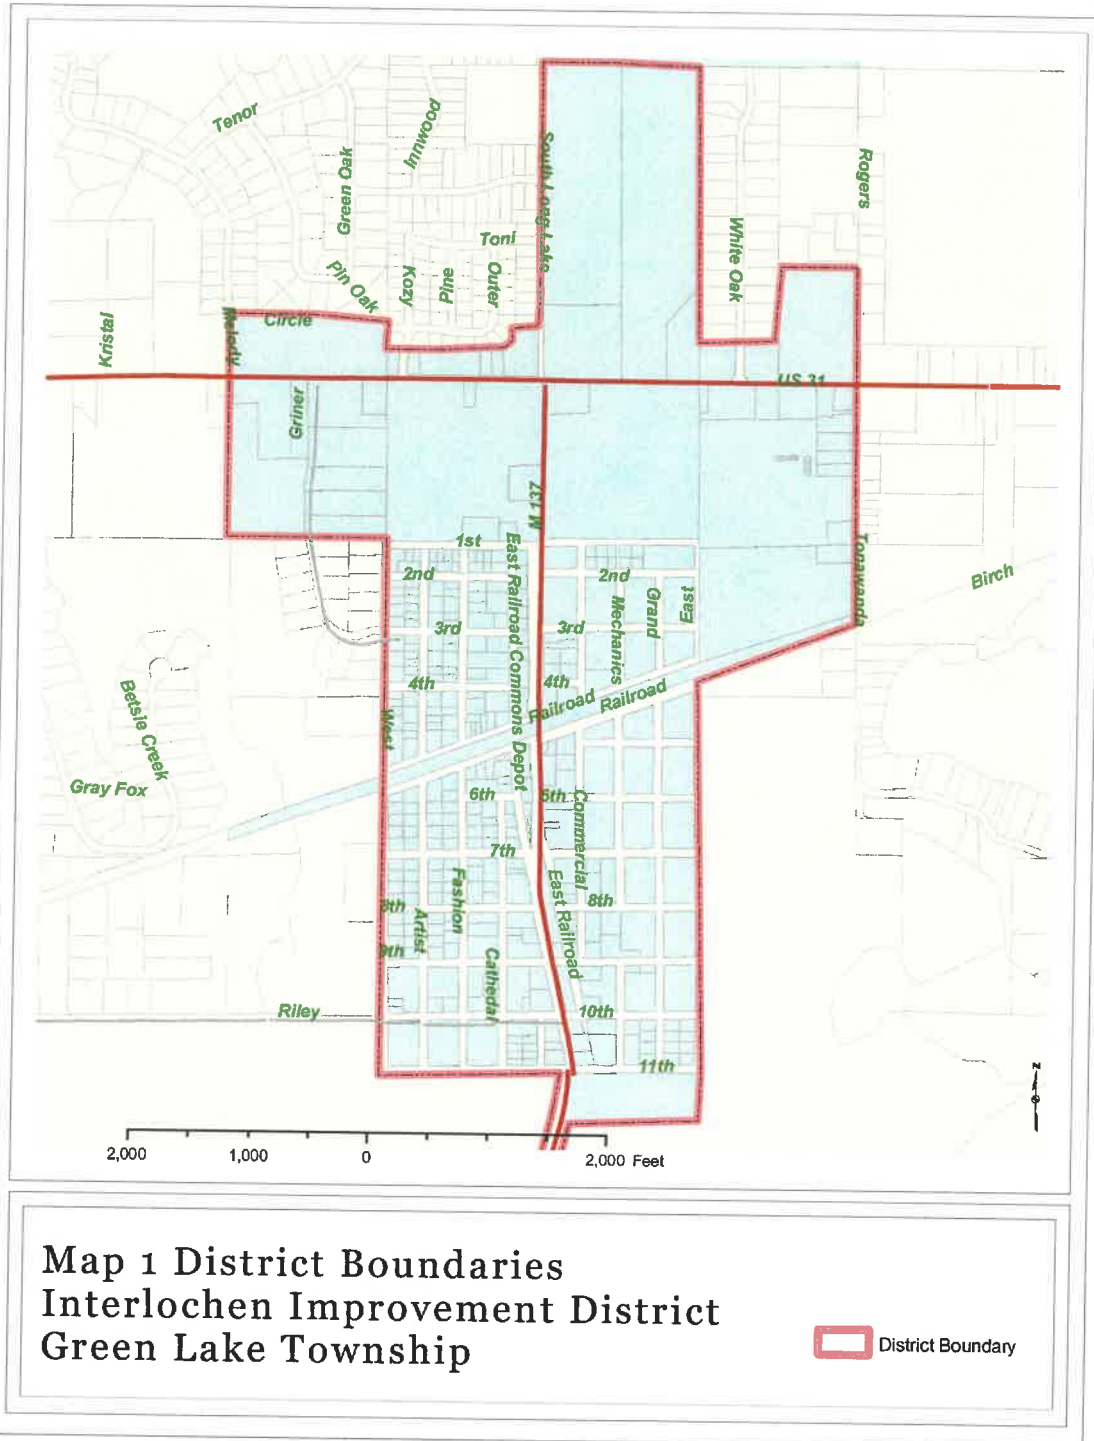 Tenor
Innwood
Green Oak
South Long Lake
Rogers
Toni
White Oak
Pin Oak
Kozy
Pine
Outer
Kristal
Melody
Circle
US 31
Griner
M 137
1st
East Railroad Commons Depot
2nd
2nd
Mechanics
Grand
East
Tonawanda
Birch
3rd
3rd
4th
4th
Betsie Creek
West
Railroad
Railroad
Gray Fox
6th
6th
Commercial
7th
Fashion
East Railroad
8th
8th
Artist
9th
Cathedal
Riley
10th
11th
N
2,000
1,000
0
2,000 Feet
Map 1 District Boundaries
Interlochen Improvement District
Green Lake Township
District Boundary